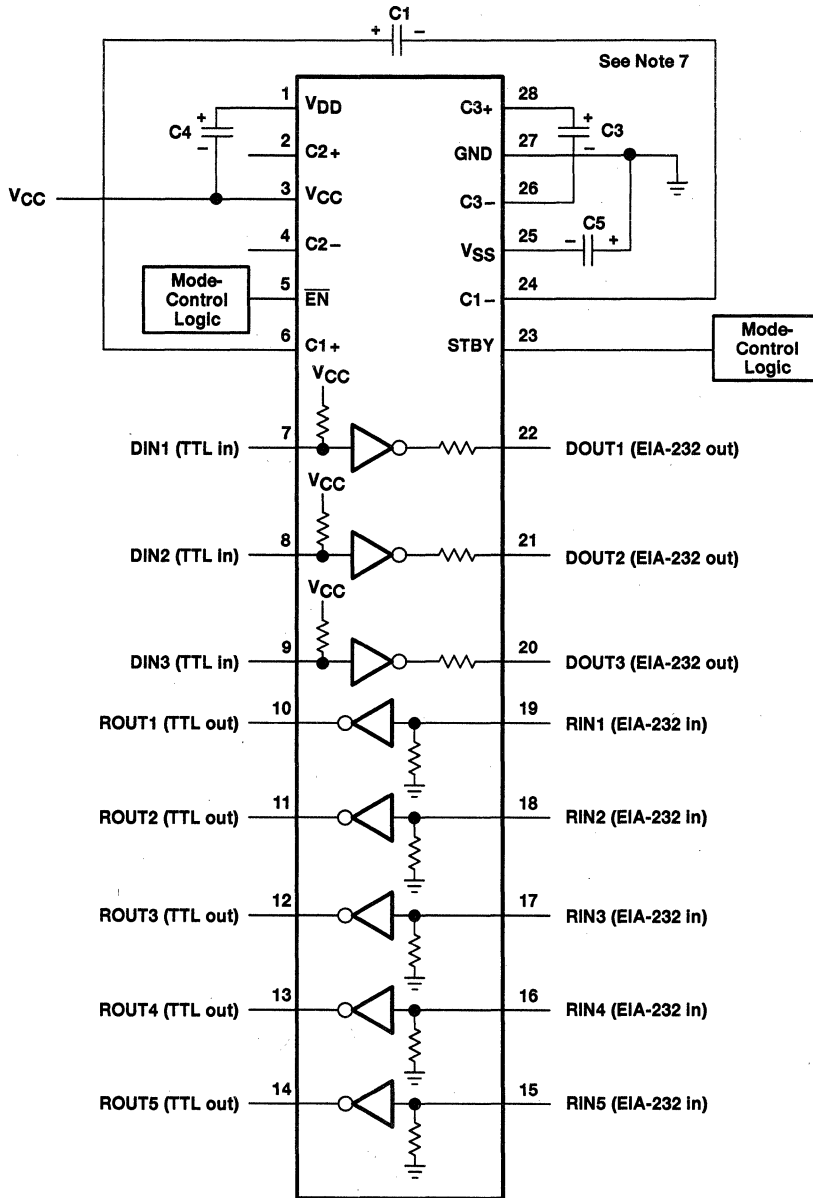 C1
+ −
See Note 7
1 VDD C3+ 28
C4 + − + − C3
2 C2+ GND 27
VCC 3 VCC C3− 26
C5
4 C2− VSS 25 − +
Mode-Control Logic 5 E̅N̅ C1− 24
6 C1+ STBY 23 Mode-Control Logic
VCC
DIN1 (TTL in) 7 22 DOUT1 (EIA-232 out)
VCC
DIN2 (TTL in) 8 21 DOUT2 (EIA-232 out)
VCC
DIN3 (TTL in) 9 20 DOUT3 (EIA-232 out)
ROUT1 (TTL out) 10 19 RIN1 (EIA-232 in)
ROUT2 (TTL out) 11 18 RIN2 (EIA-232 in)
ROUT3 (TTL out) 12 17 RIN3 (EIA-232 in)
ROUT4 (TTL out) 13 16 RIN4 (EIA-232 in)
ROUT5 (TTL out) 14 15 RIN5 (EIA-232 in)